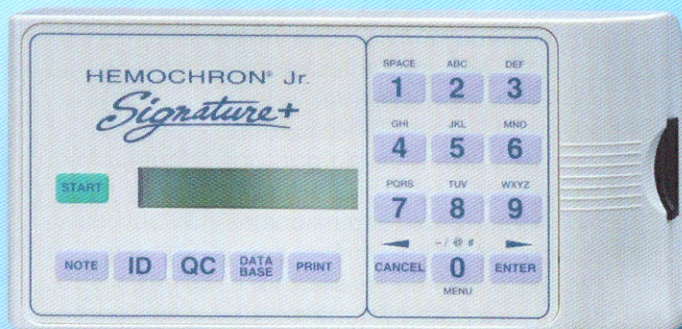 HEMOCHRON® Jr.
Signature+
START
NOTE ID QC DATA BASE PRINT
SPACE ABC DEF
1 2 3
GHI JKL MNO
4 5 6
PQRS TUV WXYZ
7 8 9
- / @ #
CANCEL 0 ENTER
MENU